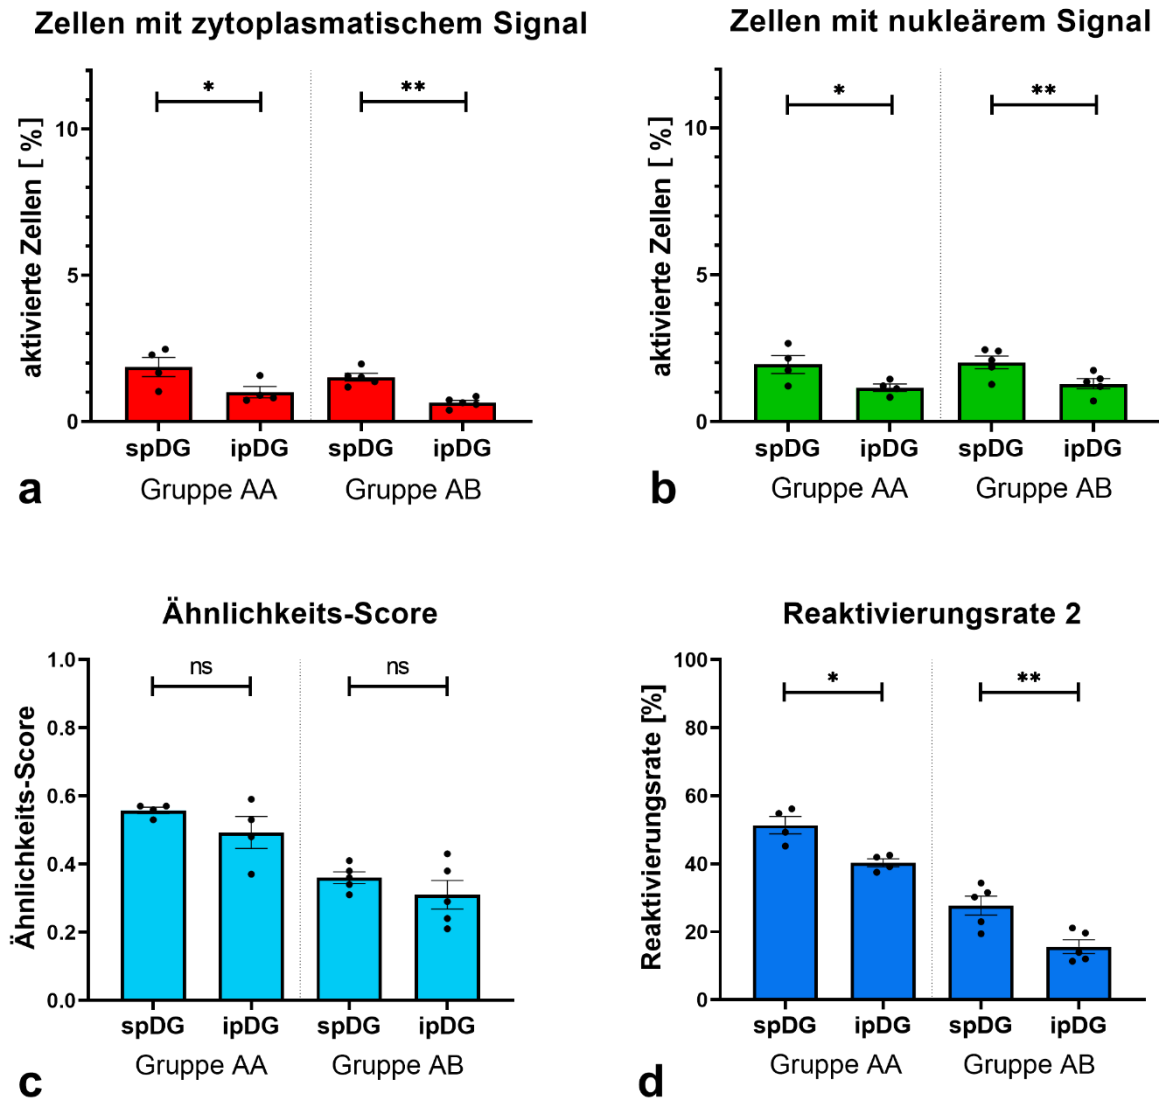 Zellen mit zytoplasmatischem Signal
aktivierte Zellen [ %]
10
5
0
*
**
spDG ipDG spDG ipDG
Gruppe AA Gruppe AB
a
Zellen mit nukleärem Signal
aktivierte Zellen [ %]
10
5
0
*
**
spDG ipDG spDG ipDG
Gruppe AA Gruppe AB
b
Ähnlichkeits-Score
Ähnlichkeits-Score
1.0
0.8
0.6
0.4
0.2
0.0
ns
ns
spDG ipDG spDG ipDG
Gruppe AA Gruppe AB
c
Reaktivierungsrate 2
Reaktivierungsrate [%]
100
80
60
40
20
0
*
**
spDG ipDG spDG ipDG
Gruppe AA Gruppe AB
d